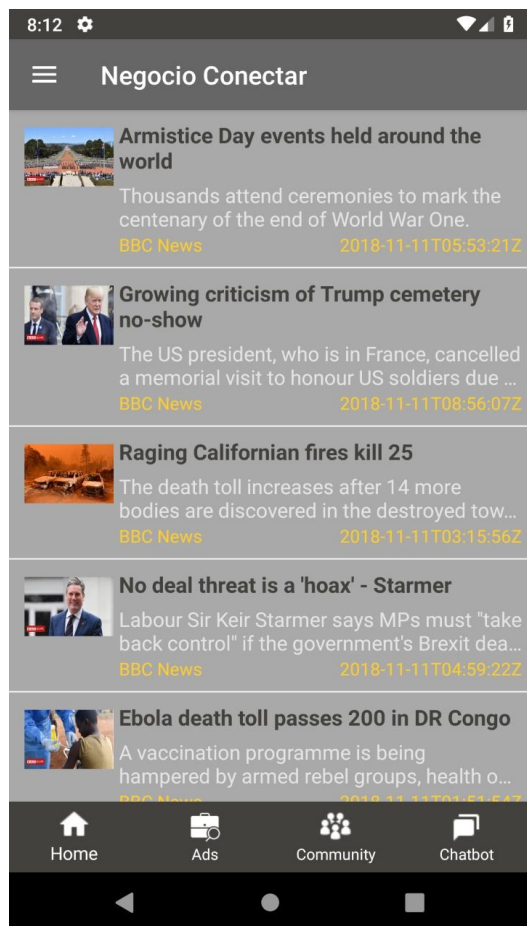 8:12
Negocio Conectar
Armistice Day events held around the
world
Thousands attend ceremonies to mark the
centenary of the end of World War One.
BBC News 2018-11-11T05:53:21Z
Growing criticism of Trump cemetery
no-show
The US president, who is in France, cancelled
a memorial visit to honour US soldiers due ...
BBC News 2018-11-11T08:56:07Z
Raging Californian fires kill 25
The death toll increases after 14 more
bodies are discovered in the destroyed tow...
BBC News 2018-11-11T03:15:56Z
No deal threat is a 'hoax' - Starmer
Labour Sir Keir Starmer says MPs must "take
back control" if the government's Brexit dea...
BBC News 2018-11-11T04:59:22Z
Ebola death toll passes 200 in DR Congo
A vaccination programme is being
hampered by armed rebel groups, health o...
BBC News 2018-11-11T01:51:54Z
Home Ads Community Chatbot